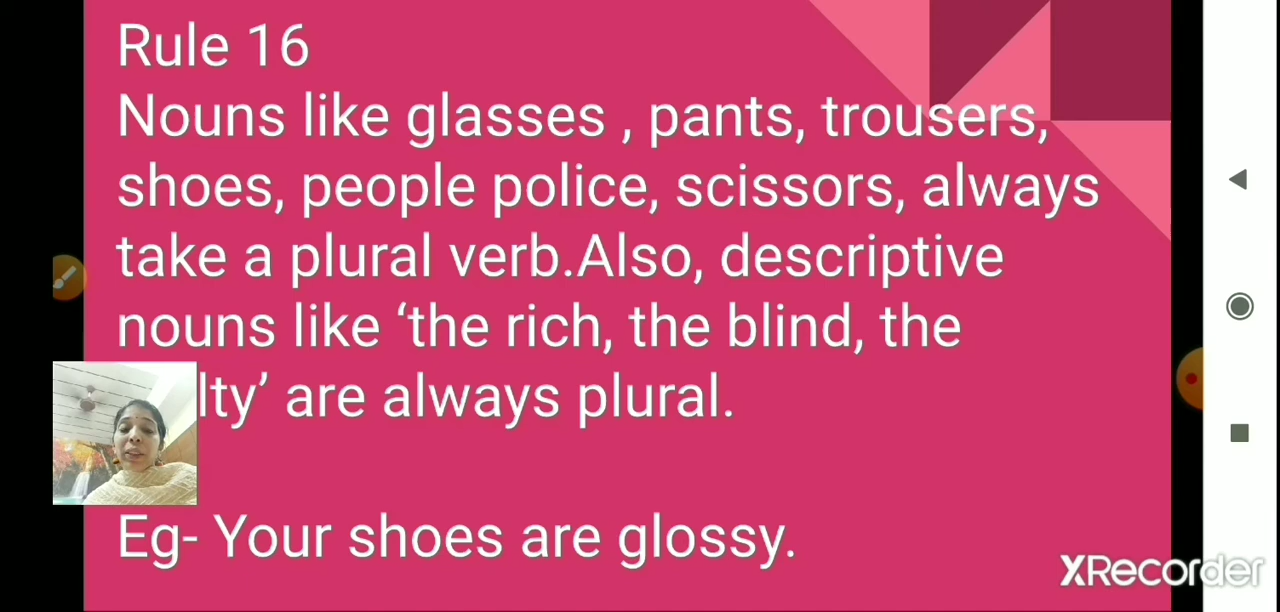 Rule 16
Nouns like glasses , pants, trousers,
shoes, people police, scissors, always
take a plural verb.Also, descriptive
nouns like ‘the rich, the blind, the
’ are always plural.
Eg- Your shoes are glossy.
XRecorder